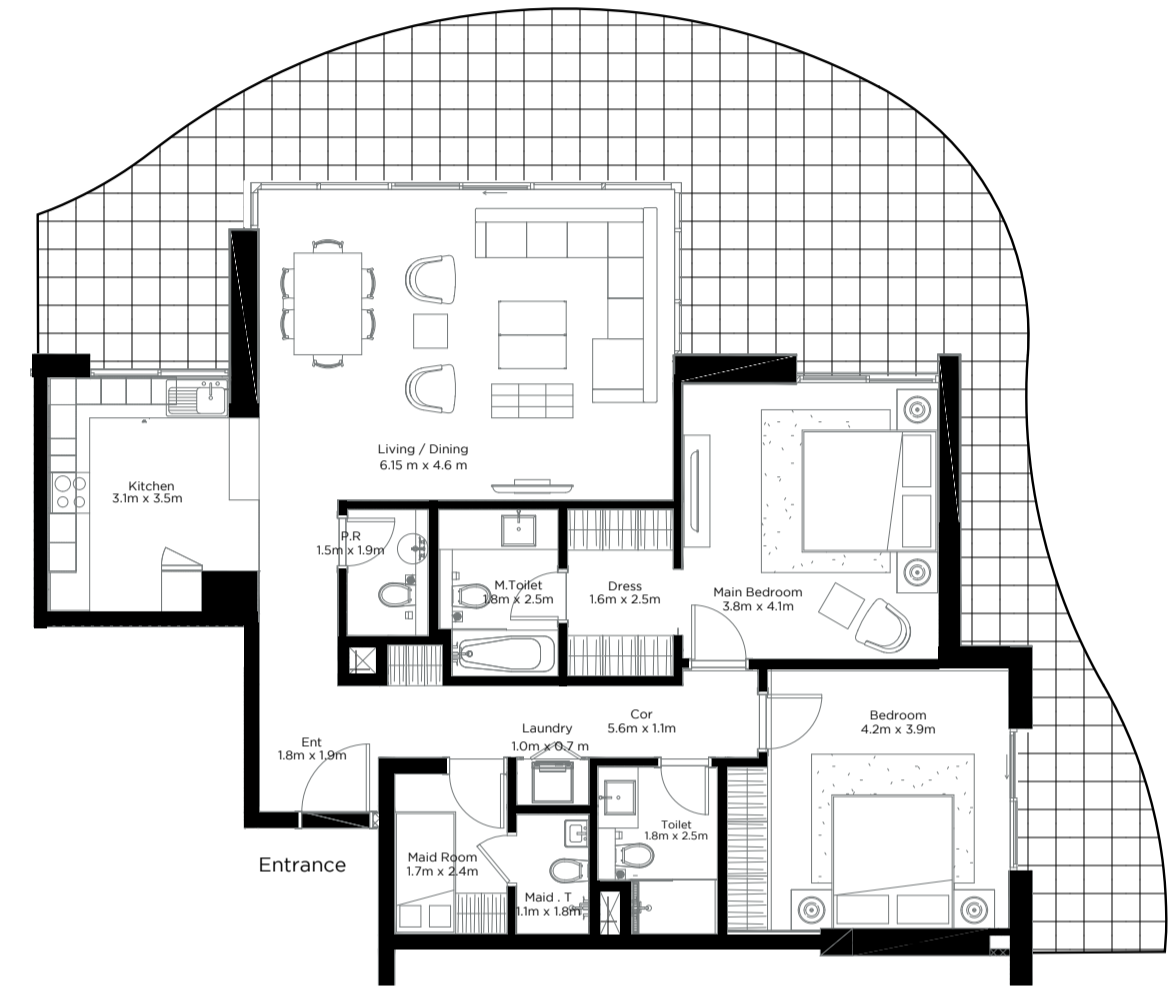 Living / Dining
6.15 m x 4.6 m
Kitchen
3.1m x 3.5m
P.R
1.5m x 1.9m
M.Toilet
1.8m x 2.5m
Dress
1.6m x 2.5m
Main Bedroom
3.8m x 4.1m
Bedroom
4.2m x 3.9m
Cor
5.6m x 1.1m
Laundry
1.0m x 0.7 m
Ent
1.8m x 1.9m
Entrance
Maid Room
1.7m x 2.4m
Maid . T
1.1m x 1.8m
Toilet
1.8m x 2.5m